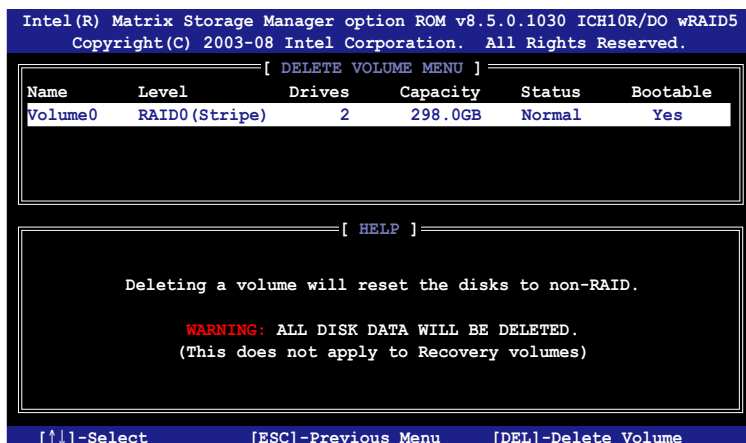 Intel(R) Matrix Storage Manager option ROM v8.5.0.1030 ICH10R/DO wRAID5
Copyright(C) 2003-08 Intel Corporation. All Rights Reserved.
[ DELETE VOLUME MENU ]
Name Level Drives Capacity Status Bootable
Volume0 RAID0(Stripe) 2 298.0GB Normal Yes
[ HELP ]
Deleting a volume will reset the disks to non-RAID.
WARNING: ALL DISK DATA WILL BE DELETED.
(This does not apply to Recovery volumes)
[↑↓]-Select [ESC]-Previous Menu [DEL]-Delete Volume